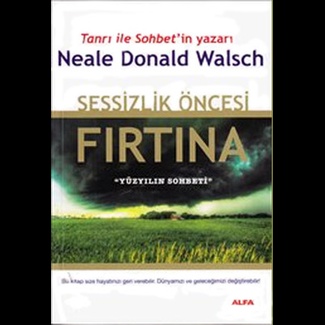 Tanrı ile Sohbet'in yazarı
Neale Donald Walsch
SESSİZLİK ÖNCESİ
FIRTINA
"YÜZYILIN SOHBETİ"
Bu kitap size hayatınızı geri verebilir. Dünyamızı ve geleceğimizi değiştirebilir!
ALFA